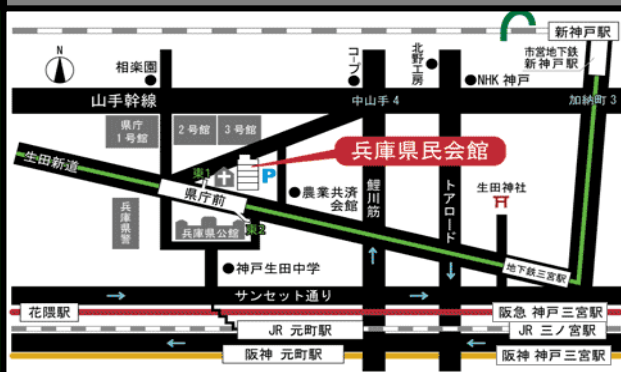 新神戸駅
市営地下鉄
新神戸駅
N
相楽園
コープ
北野工房
NHK 神戸
山手幹線
中山手 4
加納町 3
県庁
1 号館
2 号館
3 号館
生田新道
兵庫県民会館
東1
P
県庁前
農業共済
会館
鯉川筋
トアロード
生田神社
兵庫県警
兵庫県公館
東2
神戸生田中学
地下鉄三宮駅
サンセット通り
花隈駅
阪急 神戸三宮駅
JR 元町駅
JR 三ノ宮駅
阪神 元町駅
阪神 神戸三宮駅